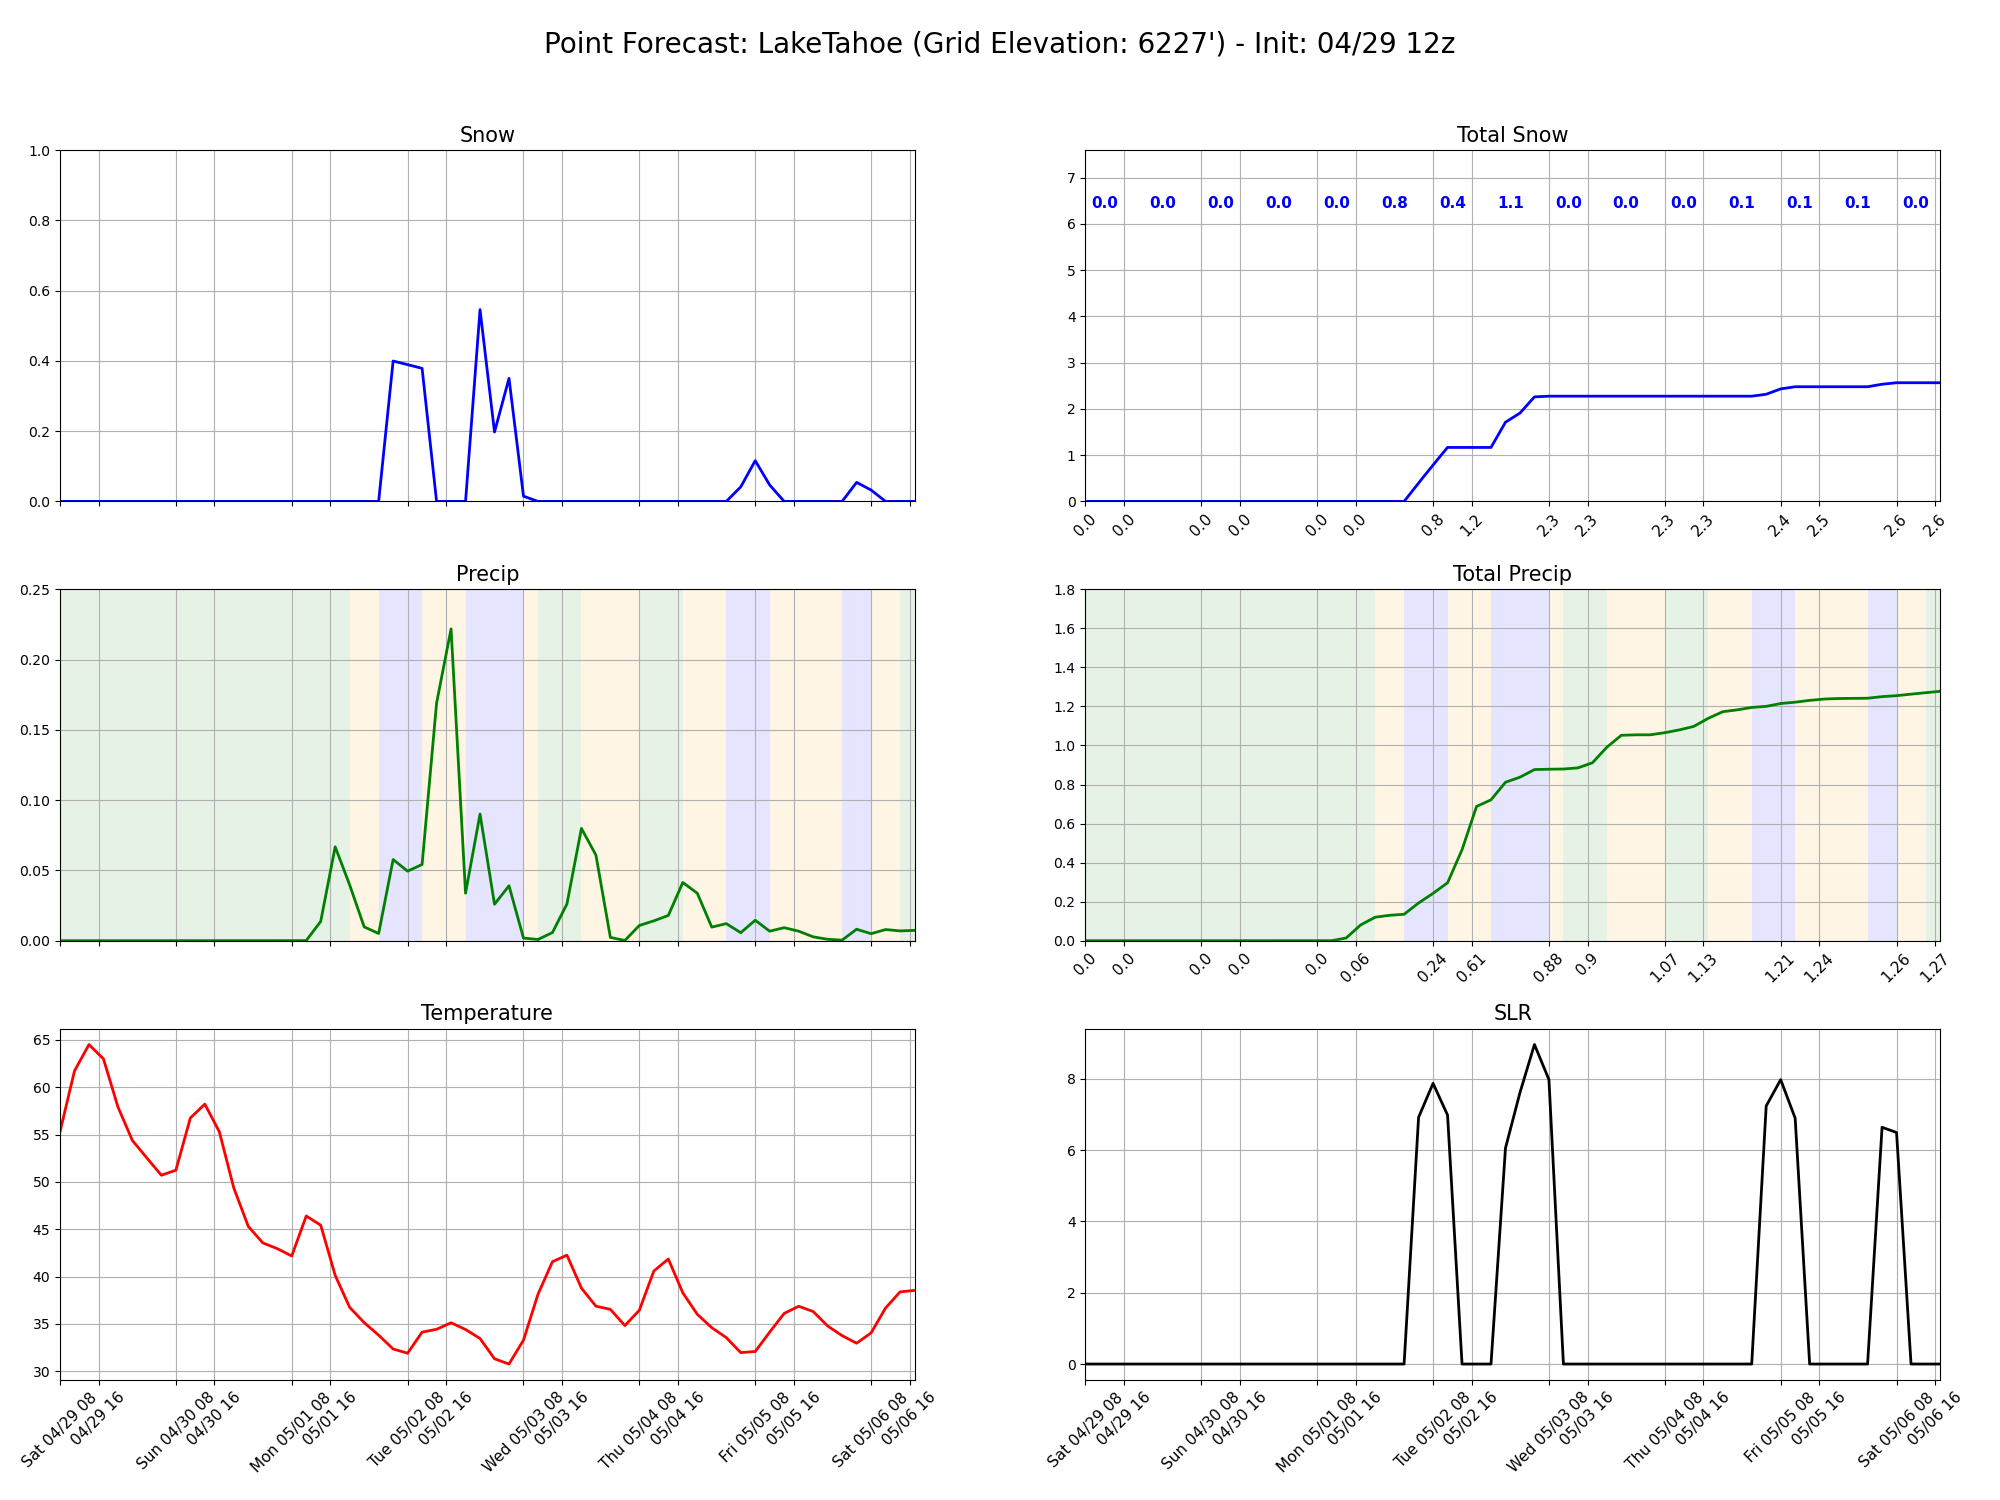 Point Forecast: LakeTahoe (Grid Elevation: 6227') - Init: 04/29 12z
Snow
1.0
0.8
0.6
0.4
0.2
0.0
Total Snow
7
6
5
4
3
2
1
0
0.0 0.0 0.0 0.0 0.0 0.8 0.4 1.1 0.0 0.0 0.0 0.1 0.1 0.1 0.0
0.0 0.0 0.0 0.0 0.0 0.0 0.8 1.2 2.3 2.3 2.3 2.3 2.4 2.5 2.6 2.6
Precip
0.25
0.20
0.15
0.10
0.05
0.00
Total Precip
1.8
1.6
1.4
1.2
1.0
0.8
0.6
0.4
0.2
0.0
0.0 0.0 0.0 0.0 0.0 0.06 0.24 0.61 0.88 0.9 1.07 1.13 1.21 1.24 1.26 1.27
Temperature
65
60
55
50
45
40
35
30
Sat 04/29 08
04/29 16
Sun 04/30 08
04/30 16
Mon 05/01 08
05/01 16
Tue 05/02 08
05/02 16
Wed 05/03 08
05/03 16
Thu 05/04 08
05/04 16
Fri 05/05 08
05/05 16
Sat 05/06 08
05/06 16
SLR
8
6
4
2
0
Sat 04/29 08
04/29 16
Sun 04/30 08
04/30 16
Mon 05/01 08
05/01 16
Tue 05/02 08
05/02 16
Wed 05/03 08
05/03 16
Thu 05/04 08
05/04 16
Fri 05/05 08
05/05 16
Sat 05/06 08
05/06 16